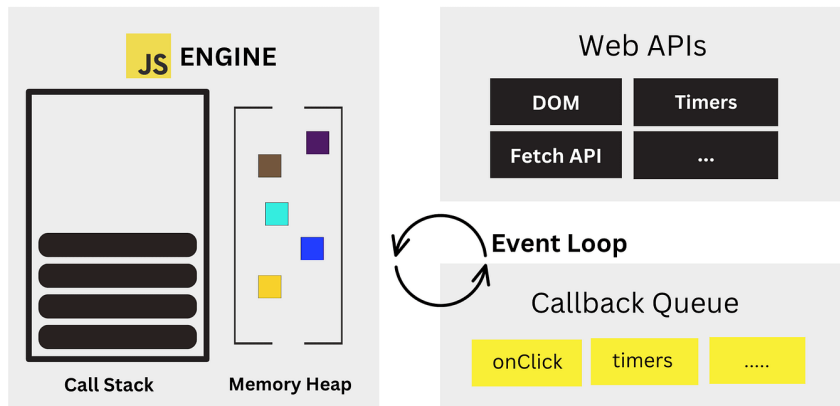 JS ENGINE
Call Stack
Memory Heap
Web APIs
DOM
Timers
Fetch API
...
Event Loop
Callback Queue
onClick
timers
.....